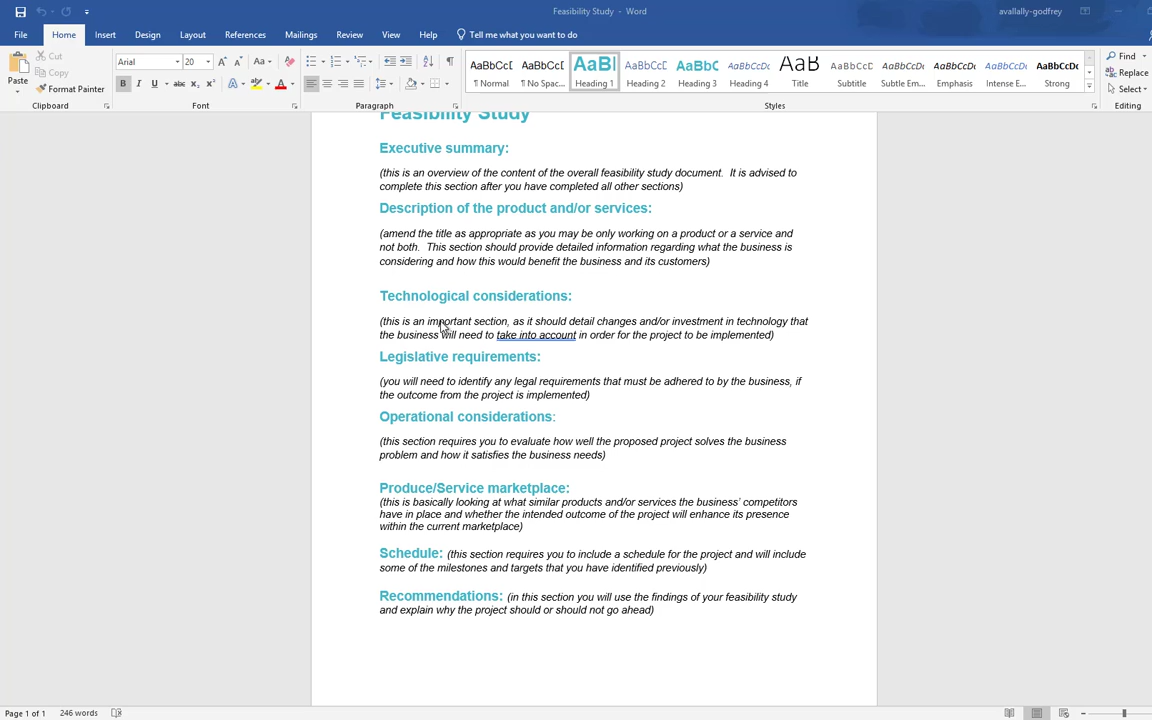 Feasibility Study - Word
avallally-godfrey
File Home Insert Design Layout References Mailings Review View Help Tell me what you want to do
Paste
Cut
Copy
Format Painter
Clipboard
Arial 20
Aa
B I U abc x₂ x² A A
Font
Paragraph
AaBbCcI AaBbCcI AaBl AaBbCcL AaBbC AaBbCcDc AaB AaBbCcD AaBbCcDc AaBbCcDc AaBbCcDc AaBbCcDc
¶ Normal ¶ No Spac... Heading 1 Heading 2 Heading 3 Heading 4 Title Subtitle Subtle Em... Emphasis Intense E... Strong
Styles
Find
Replace
Select
Editing
Feasibility Study
Executive summary:
(this is an overview of the content of the overall feasibility study document. It is advised to
complete this section after you have completed all other sections)
Description of the product and/or services:
(amend the title as appropriate as you may be only working on a product or a service and
not both. This section should provide detailed information regarding what the business is
considering and how this would benefit the business and its customers)
Technological considerations:
(this is an important section, as it should detail changes and/or investment in technology that
the business will need to take into account in order for the project to be implemented)
Legislative requirements:
(you will need to identify any legal requirements that must be adhered to by the business, if
the outcome from the project is implemented)
Operational considerations:
(this section requires you to evaluate how well the proposed project solves the business
problem and how it satisfies the business needs)
Produce/Service marketplace:
(this is basically looking at what similar products and/or services the business' competitors
have in place and whether the intended outcome of the project will enhance its presence
within the current marketplace)
Schedule: (this section requires you to include a schedule for the project and will include
some of the milestones and targets that you have identified previously)
Recommendations: (in this section you will use the findings of your feasibility study
and explain why the project should or should not go ahead)
Page 1 of 1 246 words